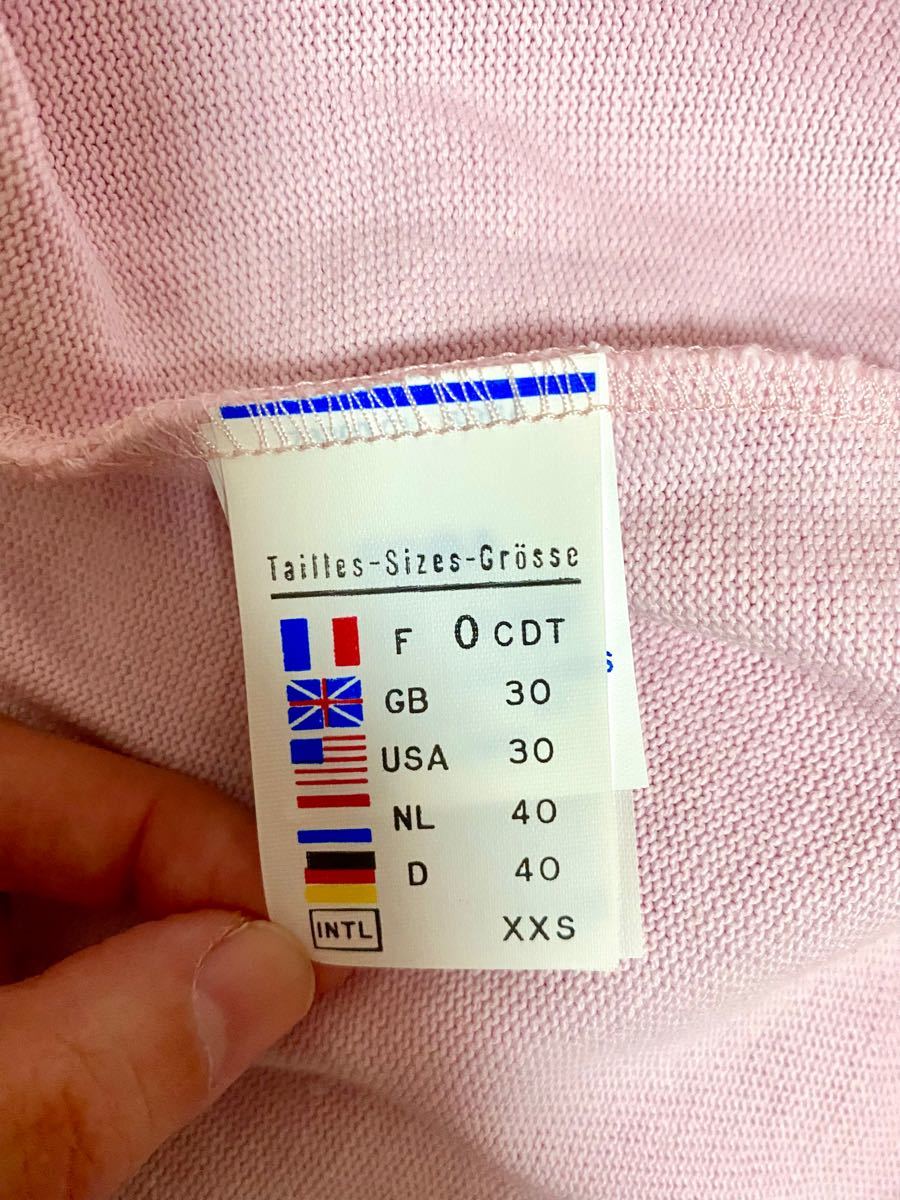 Tailles-Sizes-Grösse
F 0 CDT
GB 30
USA 30
NL 40
D 40
INTL XXS